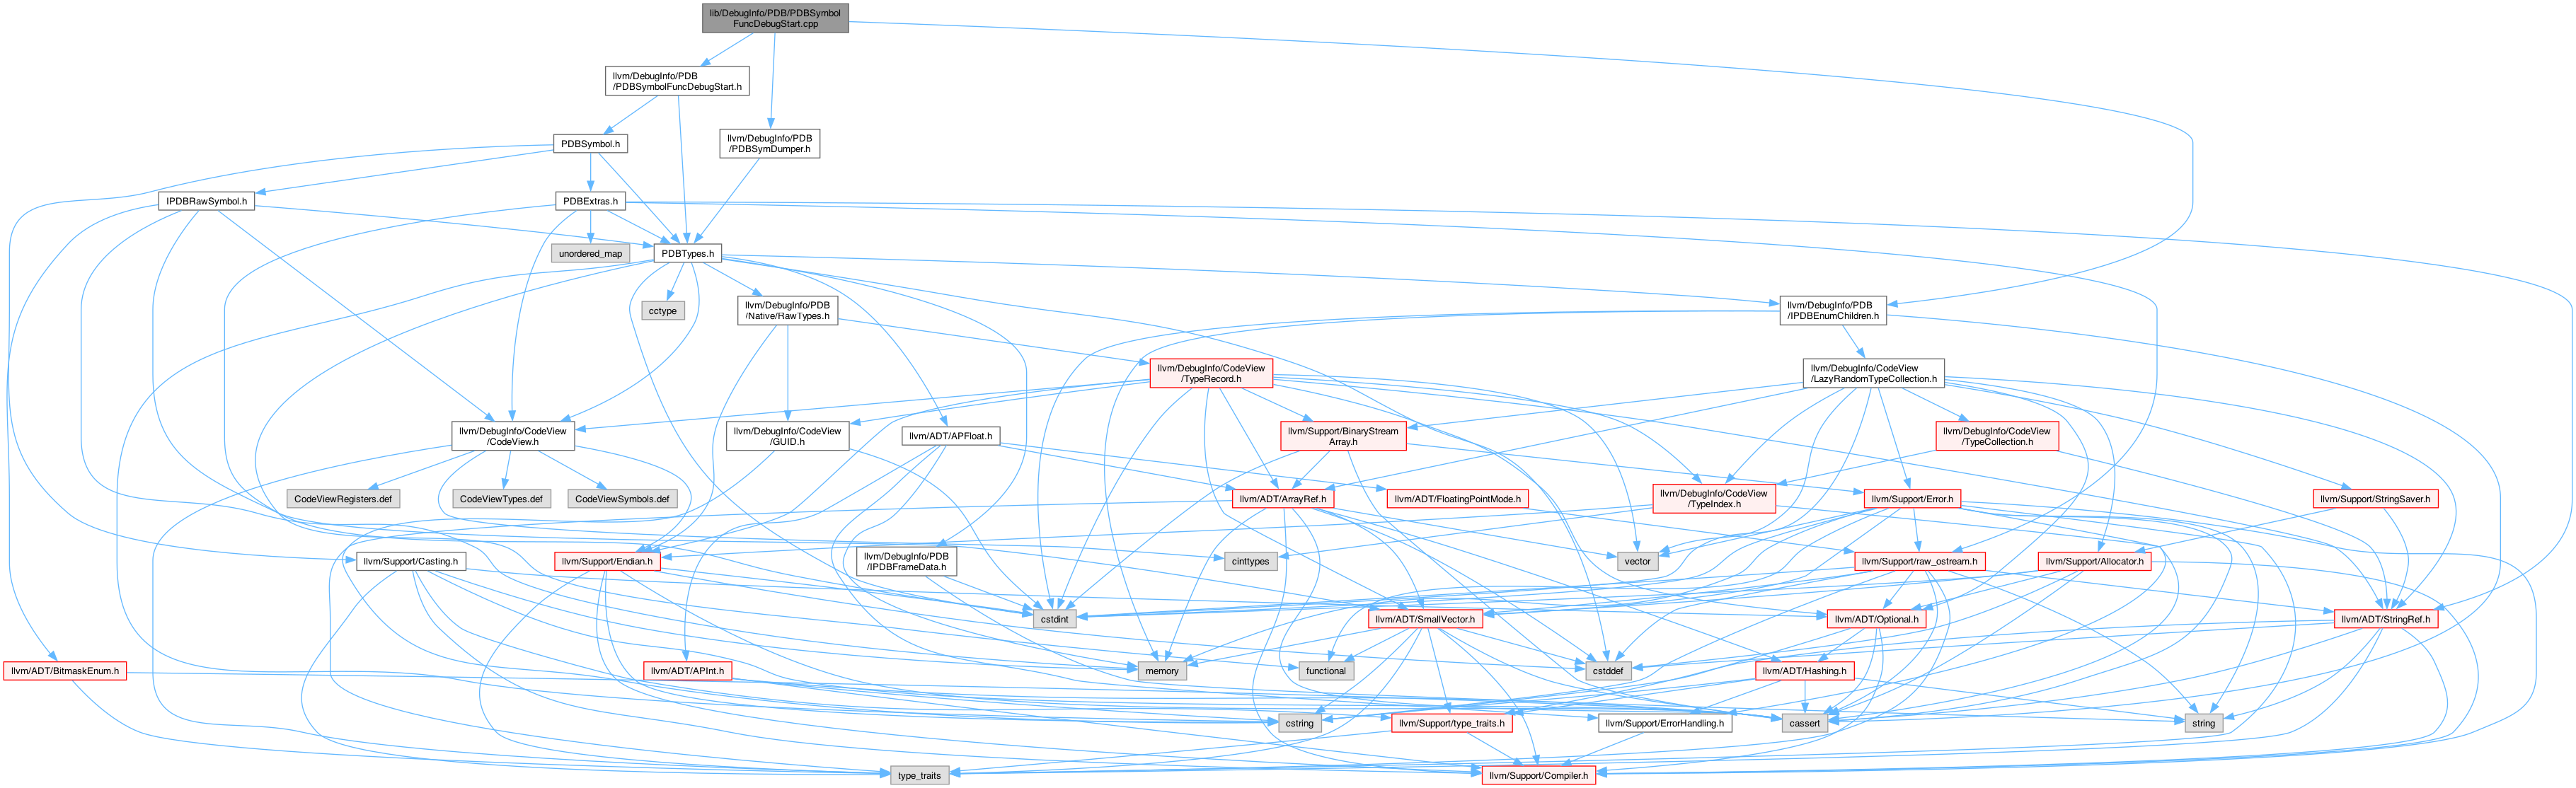 lib/DebugInfo/PDB/PDBSymbol
FuncDebugStart.cpp
llvm/DebugInfo/PDB
/PDBSymbolFuncDebugStart.h
llvm/DebugInfo/PDB
/PDBSymDumper.h
PDBSymbol.h
IPDBRawSymbol.h
PDBExtras.h
unordered_map
PDBTypes.h
cctype
llvm/DebugInfo/PDB
/Native/RawTypes.h
llvm/DebugInfo/PDB
/IPDBEnumChildren.h
llvm/DebugInfo/CodeView
/TypeRecord.h
llvm/DebugInfo/CodeView
/LazyRandomTypeCollection.h
llvm/DebugInfo/CodeView
/CodeView.h
llvm/DebugInfo/CodeView
/GUID.h
llvm/ADT/APFloat.h
llvm/Support/BinaryStream
Array.h
llvm/DebugInfo/CodeView
/TypeCollection.h
CodeViewRegisters.def
CodeViewTypes.def
CodeViewSymbols.def
llvm/ADT/ArrayRef.h
llvm/ADT/FloatingPointMode.h
llvm/DebugInfo/CodeView
/TypeIndex.h
llvm/Support/Error.h
llvm/Support/StringSaver.h
llvm/Support/Casting.h
llvm/Support/Endian.h
llvm/DebugInfo/PDB
/IPDBFrameData.h
cinttypes
vector
llvm/Support/raw_ostream.h
llvm/Support/Allocator.h
cstdint
llvm/ADT/SmallVector.h
llvm/ADT/Optional.h
llvm/ADT/StringRef.h
llvm/ADT/BitmaskEnum.h
llvm/ADT/APInt.h
memory
functional
cstddef
llvm/ADT/Hashing.h
cstring
llvm/Support/type_traits.h
llvm/Support/ErrorHandling.h
cassert
string
type_traits
llvm/Support/Compiler.h